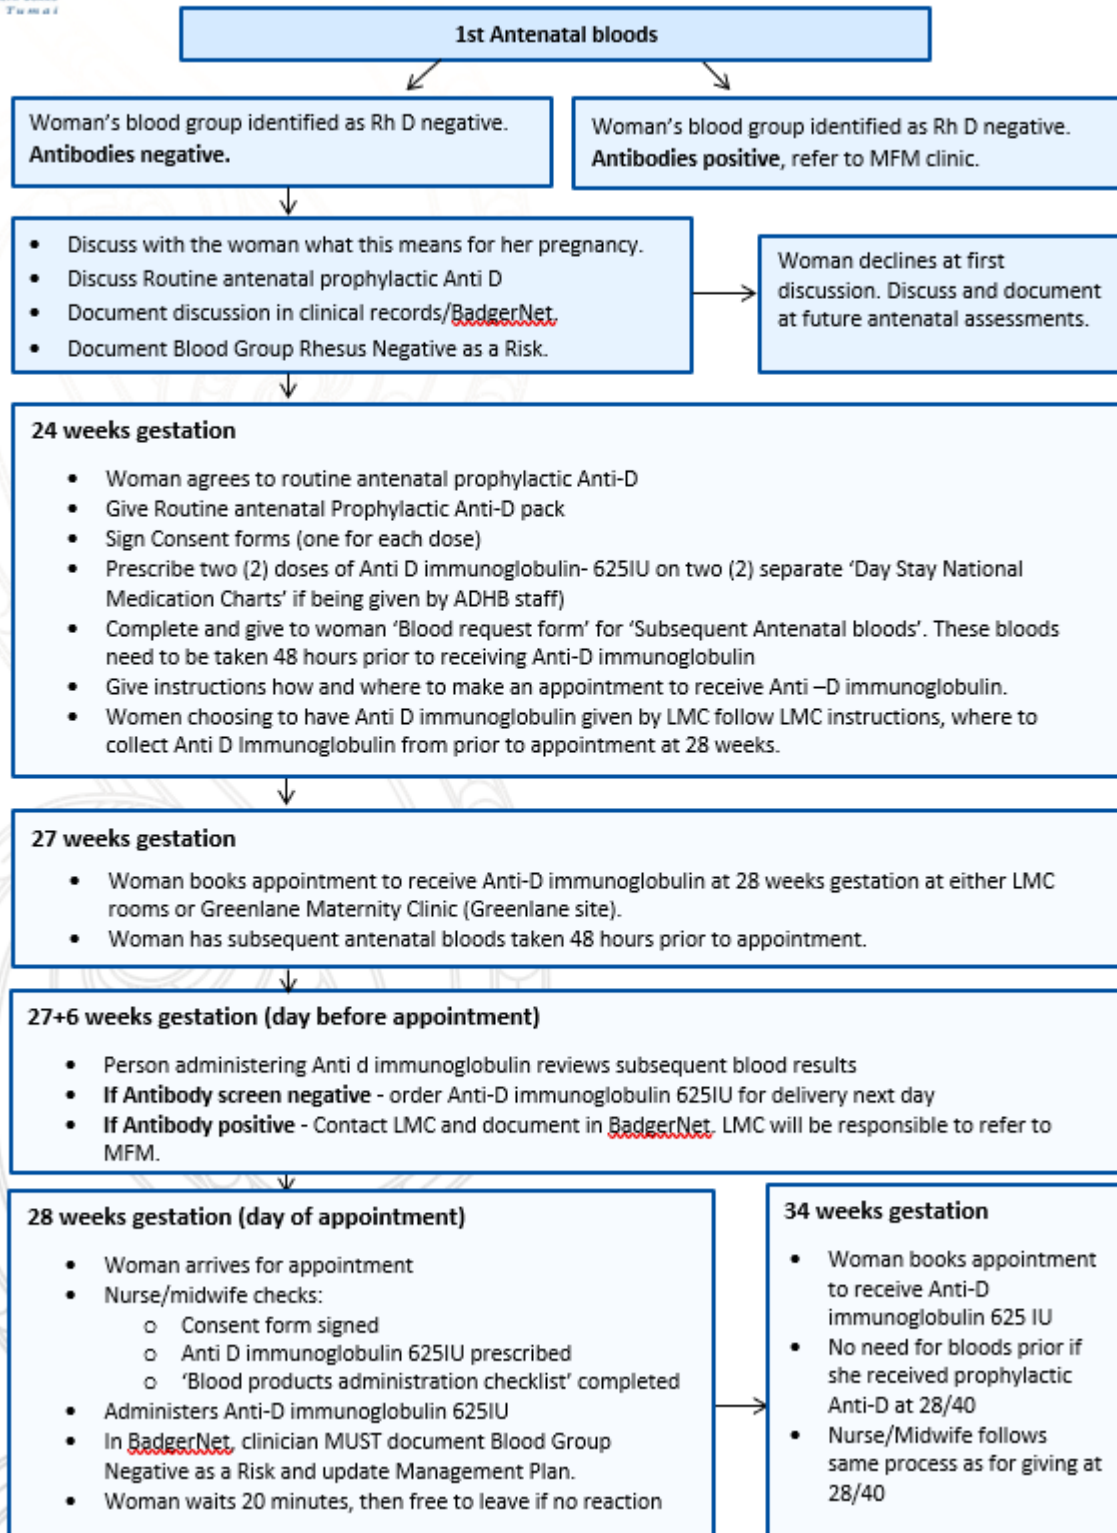 Tumai
1st Antenatal bloods
Woman's blood group identified as Rh D negative.
Antibodies negative.
Woman's blood group identified as Rh D negative.
Antibodies positive, refer to MFM clinic.
• Discuss with the woman what this means for her pregnancy.
• Discuss Routine antenatal prophylactic Anti D
• Document discussion in clinical records/BadgerNet.
• Document Blood Group Rhesus Negative as a Risk.
Woman declines at first
discussion. Discuss and document
at future antenatal assessments.
24 weeks gestation
• Woman agrees to routine antenatal prophylactic Anti-D
• Give Routine antenatal Prophylactic Anti-D pack
• Sign Consent forms (one for each dose)
• Prescribe two (2) doses of Anti D immunoglobulin- 625IU on two (2) separate 'Day Stay National
Medication Charts' if being given by ADHB staff)
• Complete and give to woman 'Blood request form' for 'Subsequent Antenatal bloods'. These bloods
need to be taken 48 hours prior to receiving Anti-D immunoglobulin
• Give instructions how and where to make an appointment to receive Anti –D immunoglobulin.
• Women choosing to have Anti D immunoglobulin given by LMC follow LMC instructions, where to
collect Anti D Immunoglobulin from prior to appointment at 28 weeks.
27 weeks gestation
• Woman books appointment to receive Anti-D immunoglobulin at 28 weeks gestation at either LMC
rooms or Greenlane Maternity Clinic (Greenlane site).
• Woman has subsequent antenatal bloods taken 48 hours prior to appointment.
27+6 weeks gestation (day before appointment)
• Person administering Anti d immunoglobulin reviews subsequent blood results
• If Antibody screen negative - order Anti-D immunoglobulin 625IU for delivery next day
• If Antibody positive - Contact LMC and document in BadgerNet. LMC will be responsible to refer to
MFM.
28 weeks gestation (day of appointment)
• Woman arrives for appointment
• Nurse/midwife checks:
o Consent form signed
o Anti D immunoglobulin 625IU prescribed
o 'Blood products administration checklist' completed
• Administers Anti-D immunoglobulin 625IU
• In BadgerNet, clinician MUST document Blood Group
Negative as a Risk and update Management Plan.
• Woman waits 20 minutes, then free to leave if no reaction
34 weeks gestation
• Woman books appointment
to receive Anti-D
immunoglobulin 625 IU
• No need for bloods prior if
she received prophylactic
Anti-D at 28/40
• Nurse/Midwife follows
same process as for giving at
28/40